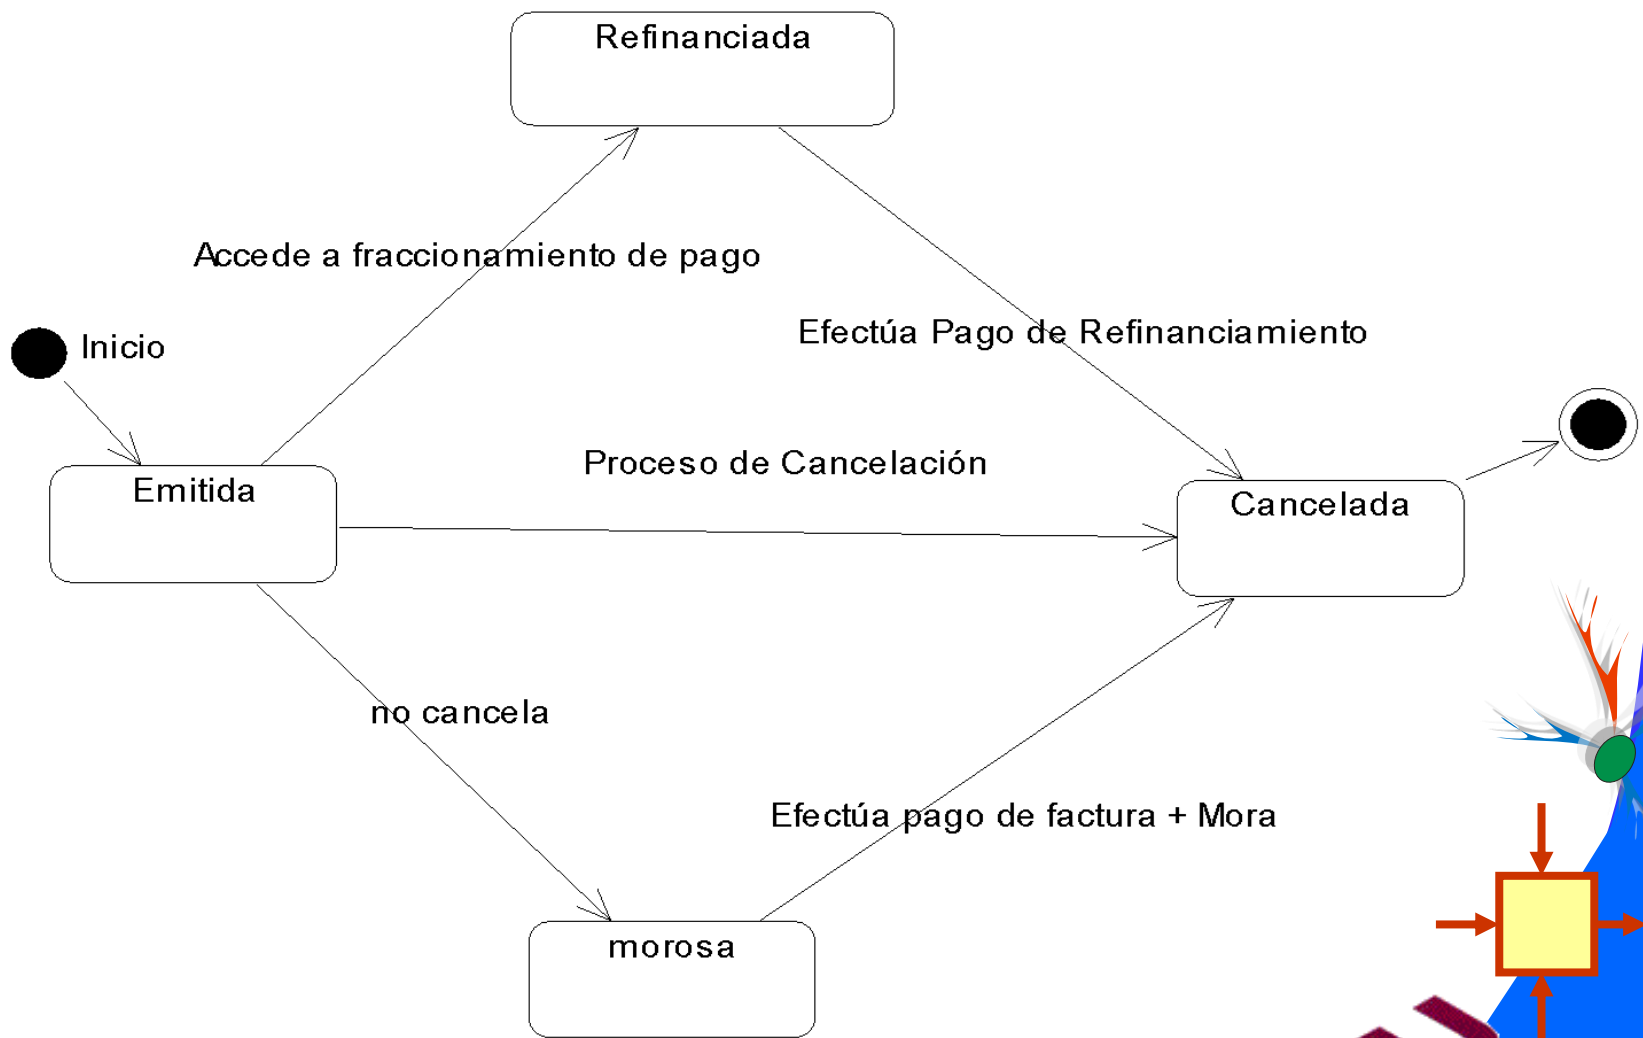 Refinanciada
Accede a fraccionamiento de pago
Efectúa Pago de Refinanciamiento
Inicio
Proceso de Cancelación
Emitida
Cancelada
no cancela
Efectúa pago de factura + Mora
morosa